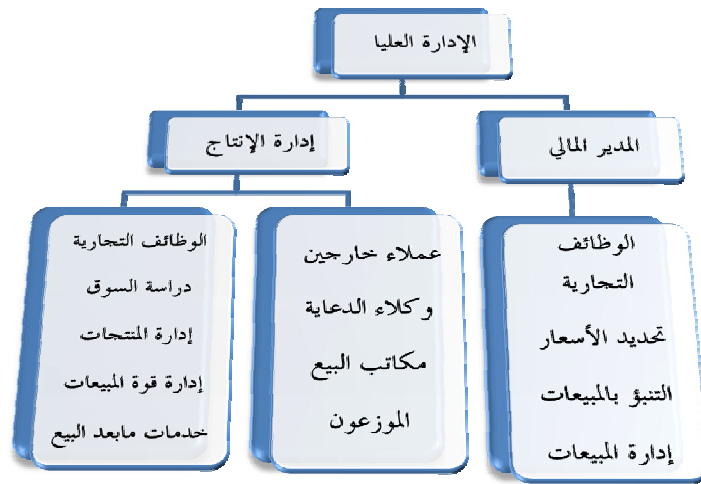 الإدارة العليا
المدير المالي
إدارة الإنتاج
الوظائف
التجارية
تحديد الأسعار
التنبؤ بالمبيعات
إدارة المبيعات
عملاء خارجين
وكلاء الدعاية
مكاتب البيع
الموزعون
الوظائف التجارية
دراسة السوق
إدارة المنتجات
إدارة قوة المبيعات
خدمات مابعد البيع